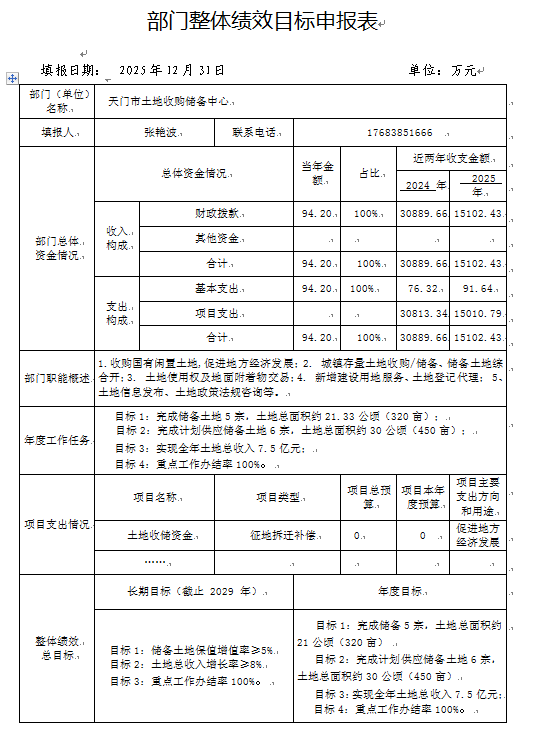 部门整体绩效目标申报表
填报日期： 2025年12月31日 单位：万元
部门（单位）名称 天门市土地收购储备中心
填报人 张艳波 联系电话 17683851666
部门总体资金情况 总体资金情况 当年金额 占比 近两年收支金额
2024 年 2025 年
收入构成 财政拨款 94.20 100% 30889.66 15102.43
其他资金
合计 94.20 100% 30889.66 15102.43
支出构成 基本支出 94.20 100% 76.32 91.64
项目支出 30813.34 15010.79
合计 94.20 100% 30889.66 15102.43
部门职能概述 1.收购国有闲置土地,促进地方经济发展；2. 城镇存量土地收购/储备、储备土地综
合开；3. 土地使用权及地面附着物交易；4. 新增建设用地服务、土地登记代理； 5、
土地信息发布、土地政策法规咨询等。
年度工作任务 目标 1：完成储备土地 5 宗，土地总面积约 21.33 公顷（320 亩）；
目标 2：完成计划供应储备土地 6 宗，土地总面积约 30 公顷（450 亩）；
目标 3：实现全年土地总收入 7.5 亿元；
目标 4：重点工作办结率 100%。
项目支出情况 项目名称 项目类型 项目总预算 项目本年度预算 项目主要支出方向和用途
土地收储资金 征地拆迁补偿 0 0 促进地方经济发展
……
整体绩效总目标 长期目标（截止 2029 年） 年度目标
目标 1：储备土地保值增值率≥5%
目标 2：土地总收入增长率≥8%
目标 3：重点工作办结率 100%。
目标 1：完成储备 5 宗，土地总面积约
21 公顷（320 亩）
目标 2：完成计划供应储备土地 6 宗，
土地总面积约 30 公顷（450 亩）
目标 3：实现全年土地总收入 7.5 亿元；
目标 4：重点工作办结率 100%。